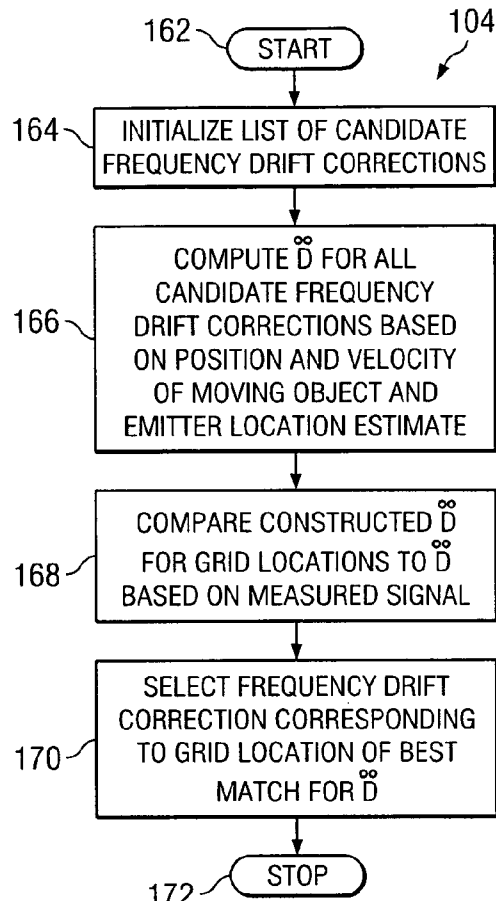 162
START
104
164
INITIALIZE LIST OF CANDIDATE
FREQUENCY DRIFT CORRECTIONS
166
COMPUTE D̈ FOR ALL
CANDIDATE FREQUENCY
DRIFT CORRECTIONS BASED
ON POSITION AND VELOCITY
OF MOVING OBJECT AND
EMITTER LOCATION ESTIMATE
168
COMPARE CONSTRUCTED D̈
FOR GRID LOCATIONS TO D̈
BASED ON MEASURED SIGNAL
170
SELECT FREQUENCY DRIFT
CORRECTION CORRESPONDING
TO GRID LOCATION OF BEST
MATCH FOR D̈
172
STOP